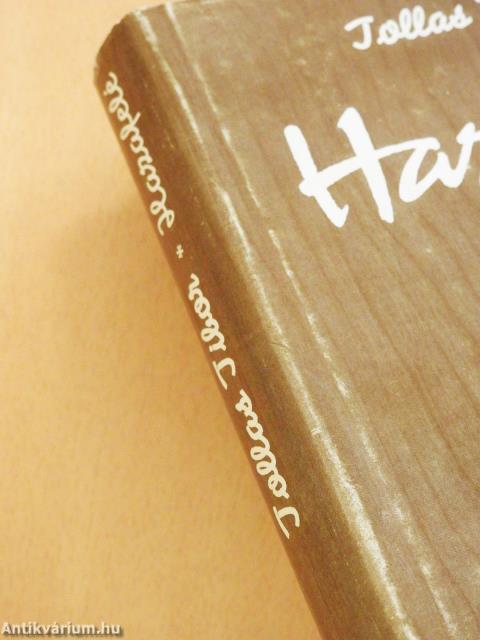 Tollas
Ha
Tollas Tibor * Hazafelé
Antikvárium.hu